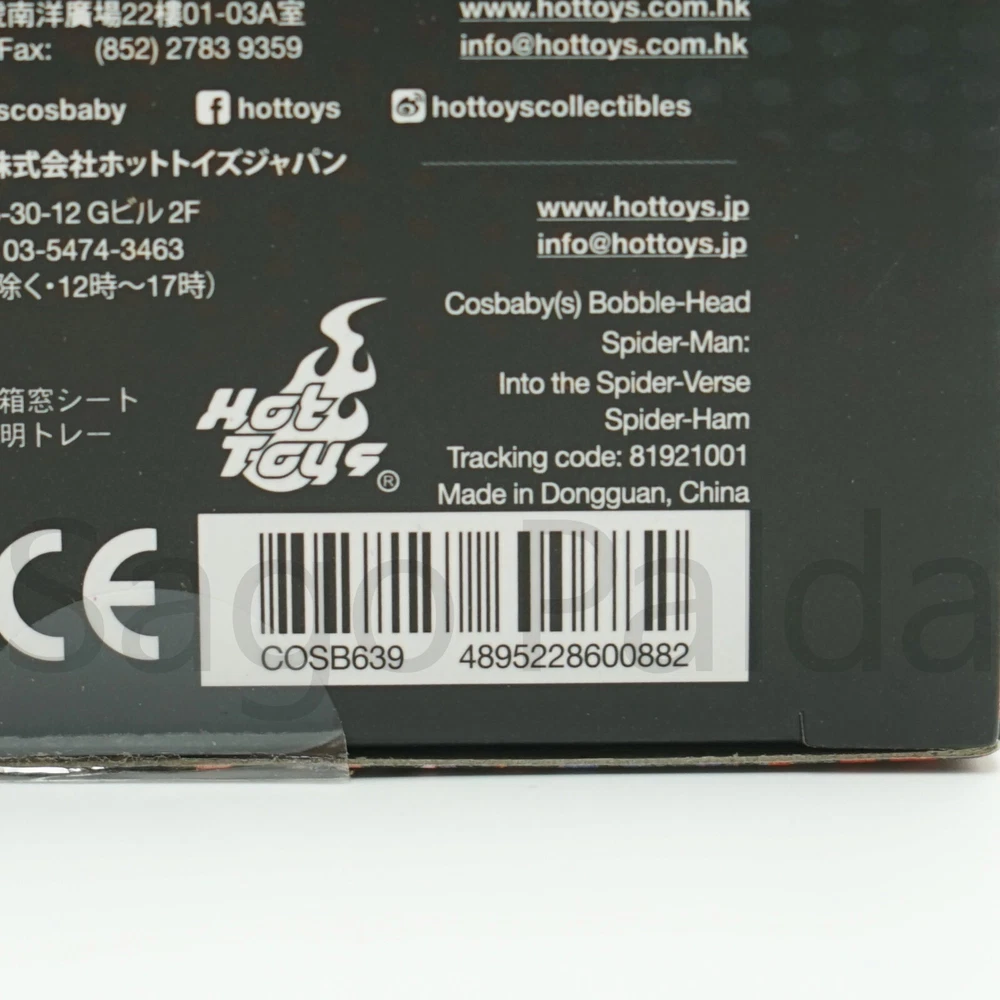 南洋廣場22樓01-03A室
www.hottoys.com.hk
Fax: (852) 2783 9359
info@hottoys.com.hk
scosbaby
hottoys
hottoyscollectibles
株式会社ホットトイズジャパン
-30-12 Gビル 2F
www.hottoys.jp
03-5474-3463
info@hottoys.jp
除く・12時〜17時）
Cosbaby(s) Bobble-Head
Spider-Man:
Into the Spider-Verse
Spider-Ham
Tracking code: 81921001
Made in Dongguan, China
Hot
Toys
®
箱窓シート
明トレー
CE
COSB639 4895228600882
Sago Palda